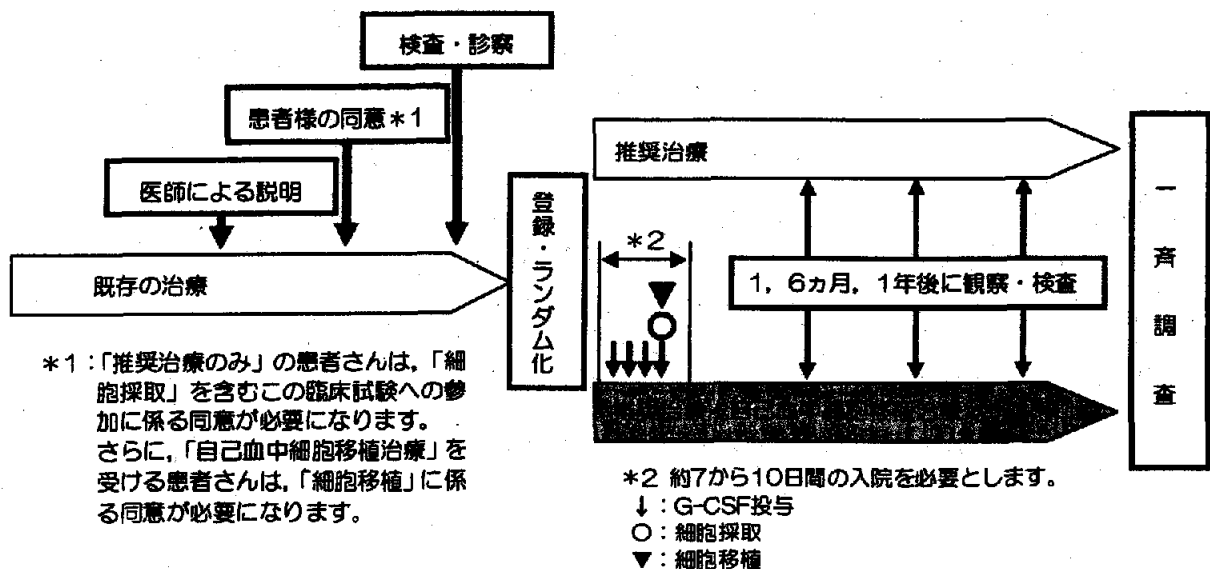 検査・診察
患者様の同意*1
医師による説明
既存の治療
登録・ランダム化
推奨治療
*2
1，6ヵ月，1年後に観察・検査
一斉調査
*1：「推奨治療のみ」の患者さんは，「細
胞採取」を含むこの臨床試験への参
加に係る同意が必要になります。
さらに，「自己血中細胞移植治療」を
受ける患者さんは，「細胞移植」に係
る同意が必要になります。
*2 約7から10日間の入院を必要とします。
↓：G-CSF投与
○：細胞採取
▼：細胞移植